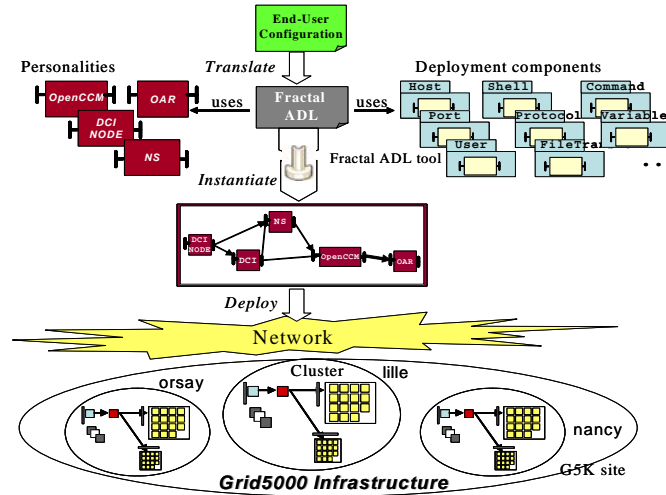 End-User
Configuration
Personalities
Translate
Deployment components
OpenCCM
OAR
DCI
NODE
NS
uses
Fractal
ADL
uses
Host
Shell
Command
Port
Protocol
Variable
User
FileTran
..
Fractal ADL tool
Instantiate
NS
DCI
NODE
DCI
OpenCCM
OAR
Deploy
Network
Cluster
orsay
lille
nancy
G5K site
Grid5000 Infrastructure